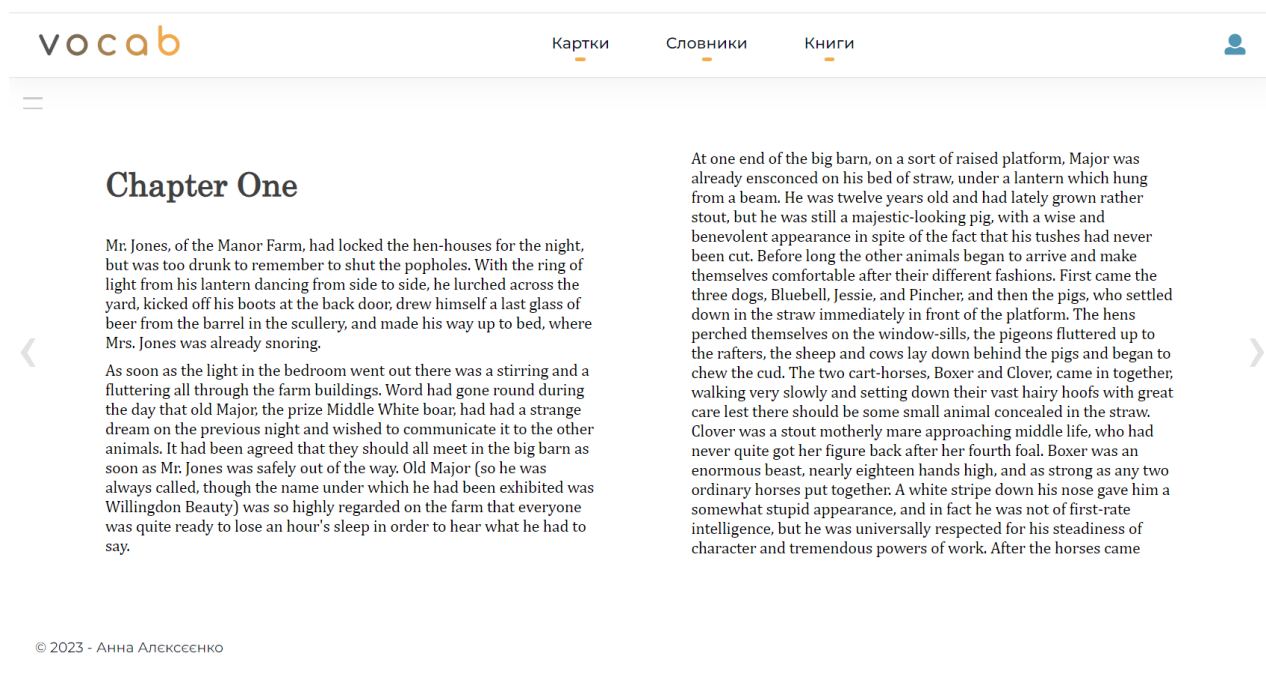 vocab
Картки
Словники
Книги
Chapter One
Mr. Jones, of the Manor Farm, had locked the hen-houses for the night,
but was too drunk to remember to shut the popholes. With the ring of
light from his lantern dancing from side to side, he lurched across the
yard, kicked off his boots at the back door, drew himself a last glass of
beer from the barrel in the scullery, and made his way up to bed, where
Mrs. Jones was already snoring.
As soon as the light in the bedroom went out there was a stirring and a
fluttering all through the farm buildings. Word had gone round during
the day that old Major, the prize Middle White boar, had had a strange
dream on the previous night and wished to communicate it to the other
animals. It had been agreed that they should all meet in the big barn as
soon as Mr. Jones was safely out of the way. Old Major (so he was
always called, though the name under which he had been exhibited was
Willingdon Beauty) was so highly regarded on the farm that everyone
was quite ready to lose an hour's sleep in order to hear what he had to
say.
At one end of the big barn, on a sort of raised platform, Major was
already ensconced on his bed of straw, under a lantern which hung
from a beam. He was twelve years old and had lately grown rather
stout, but he was still a majestic-looking pig, with a wise and
benevolent appearance in spite of the fact that his tushes had never
been cut. Before long the other animals began to arrive and make
themselves comfortable after their different fashions. First came the
three dogs, Bluebell, Jessie, and Pincher, and then the pigs, who settled
down in the straw immediately in front of the platform. The hens
perched themselves on the window-sills, the pigeons fluttered up to
the rafters, the sheep and cows lay down behind the pigs and began to
chew the cud. The two cart-horses, Boxer and Clover, came in together,
walking very slowly and setting down their vast hairy hoofs with great
care lest there should be some small animal concealed in the straw.
Clover was a stout motherly mare approaching middle life, who had
never quite got her figure back after her fourth foal. Boxer was an
enormous beast, nearly eighteen hands high, and as strong as any two
ordinary horses put together. A white stripe down his nose gave him a
somewhat stupid appearance, and in fact he was not of first-rate
intelligence, but he was universally respected for his steadiness of
character and tremendous powers of work. After the horses came
© 2023 - Анна Алєксєєнко